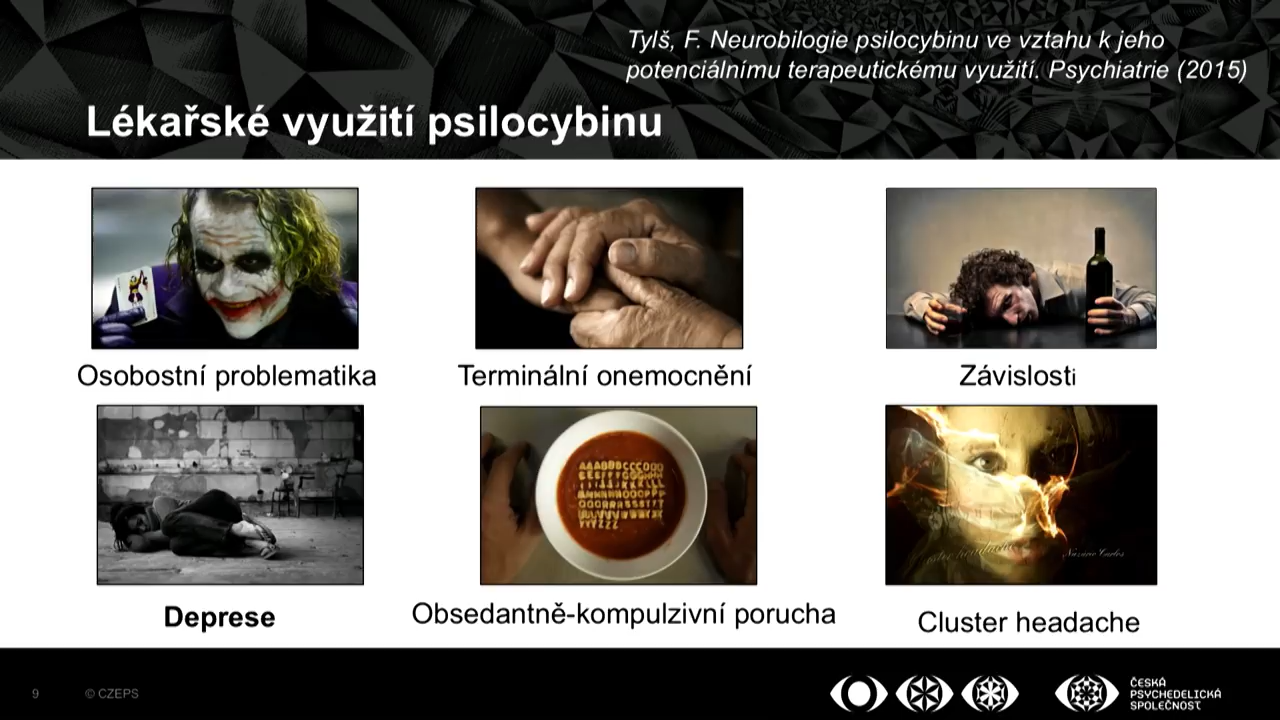 Tylš, F. Neurobilogie psilocybinu ve vztahu k jeho
potenciálnímu terapeutickému využití. Psychiatrie (2015)
Lékařské využití psilocybinu
Osobostní problematika
Terminální onemocnění
Závislosti
AAABBBCCCOOO
Deprese
Obsedantně-kompulzivní porucha
Cluster headache
9
© CZEPS
ČESKÁ
PSYCHEDELICKÁ
SPOLEČNOST